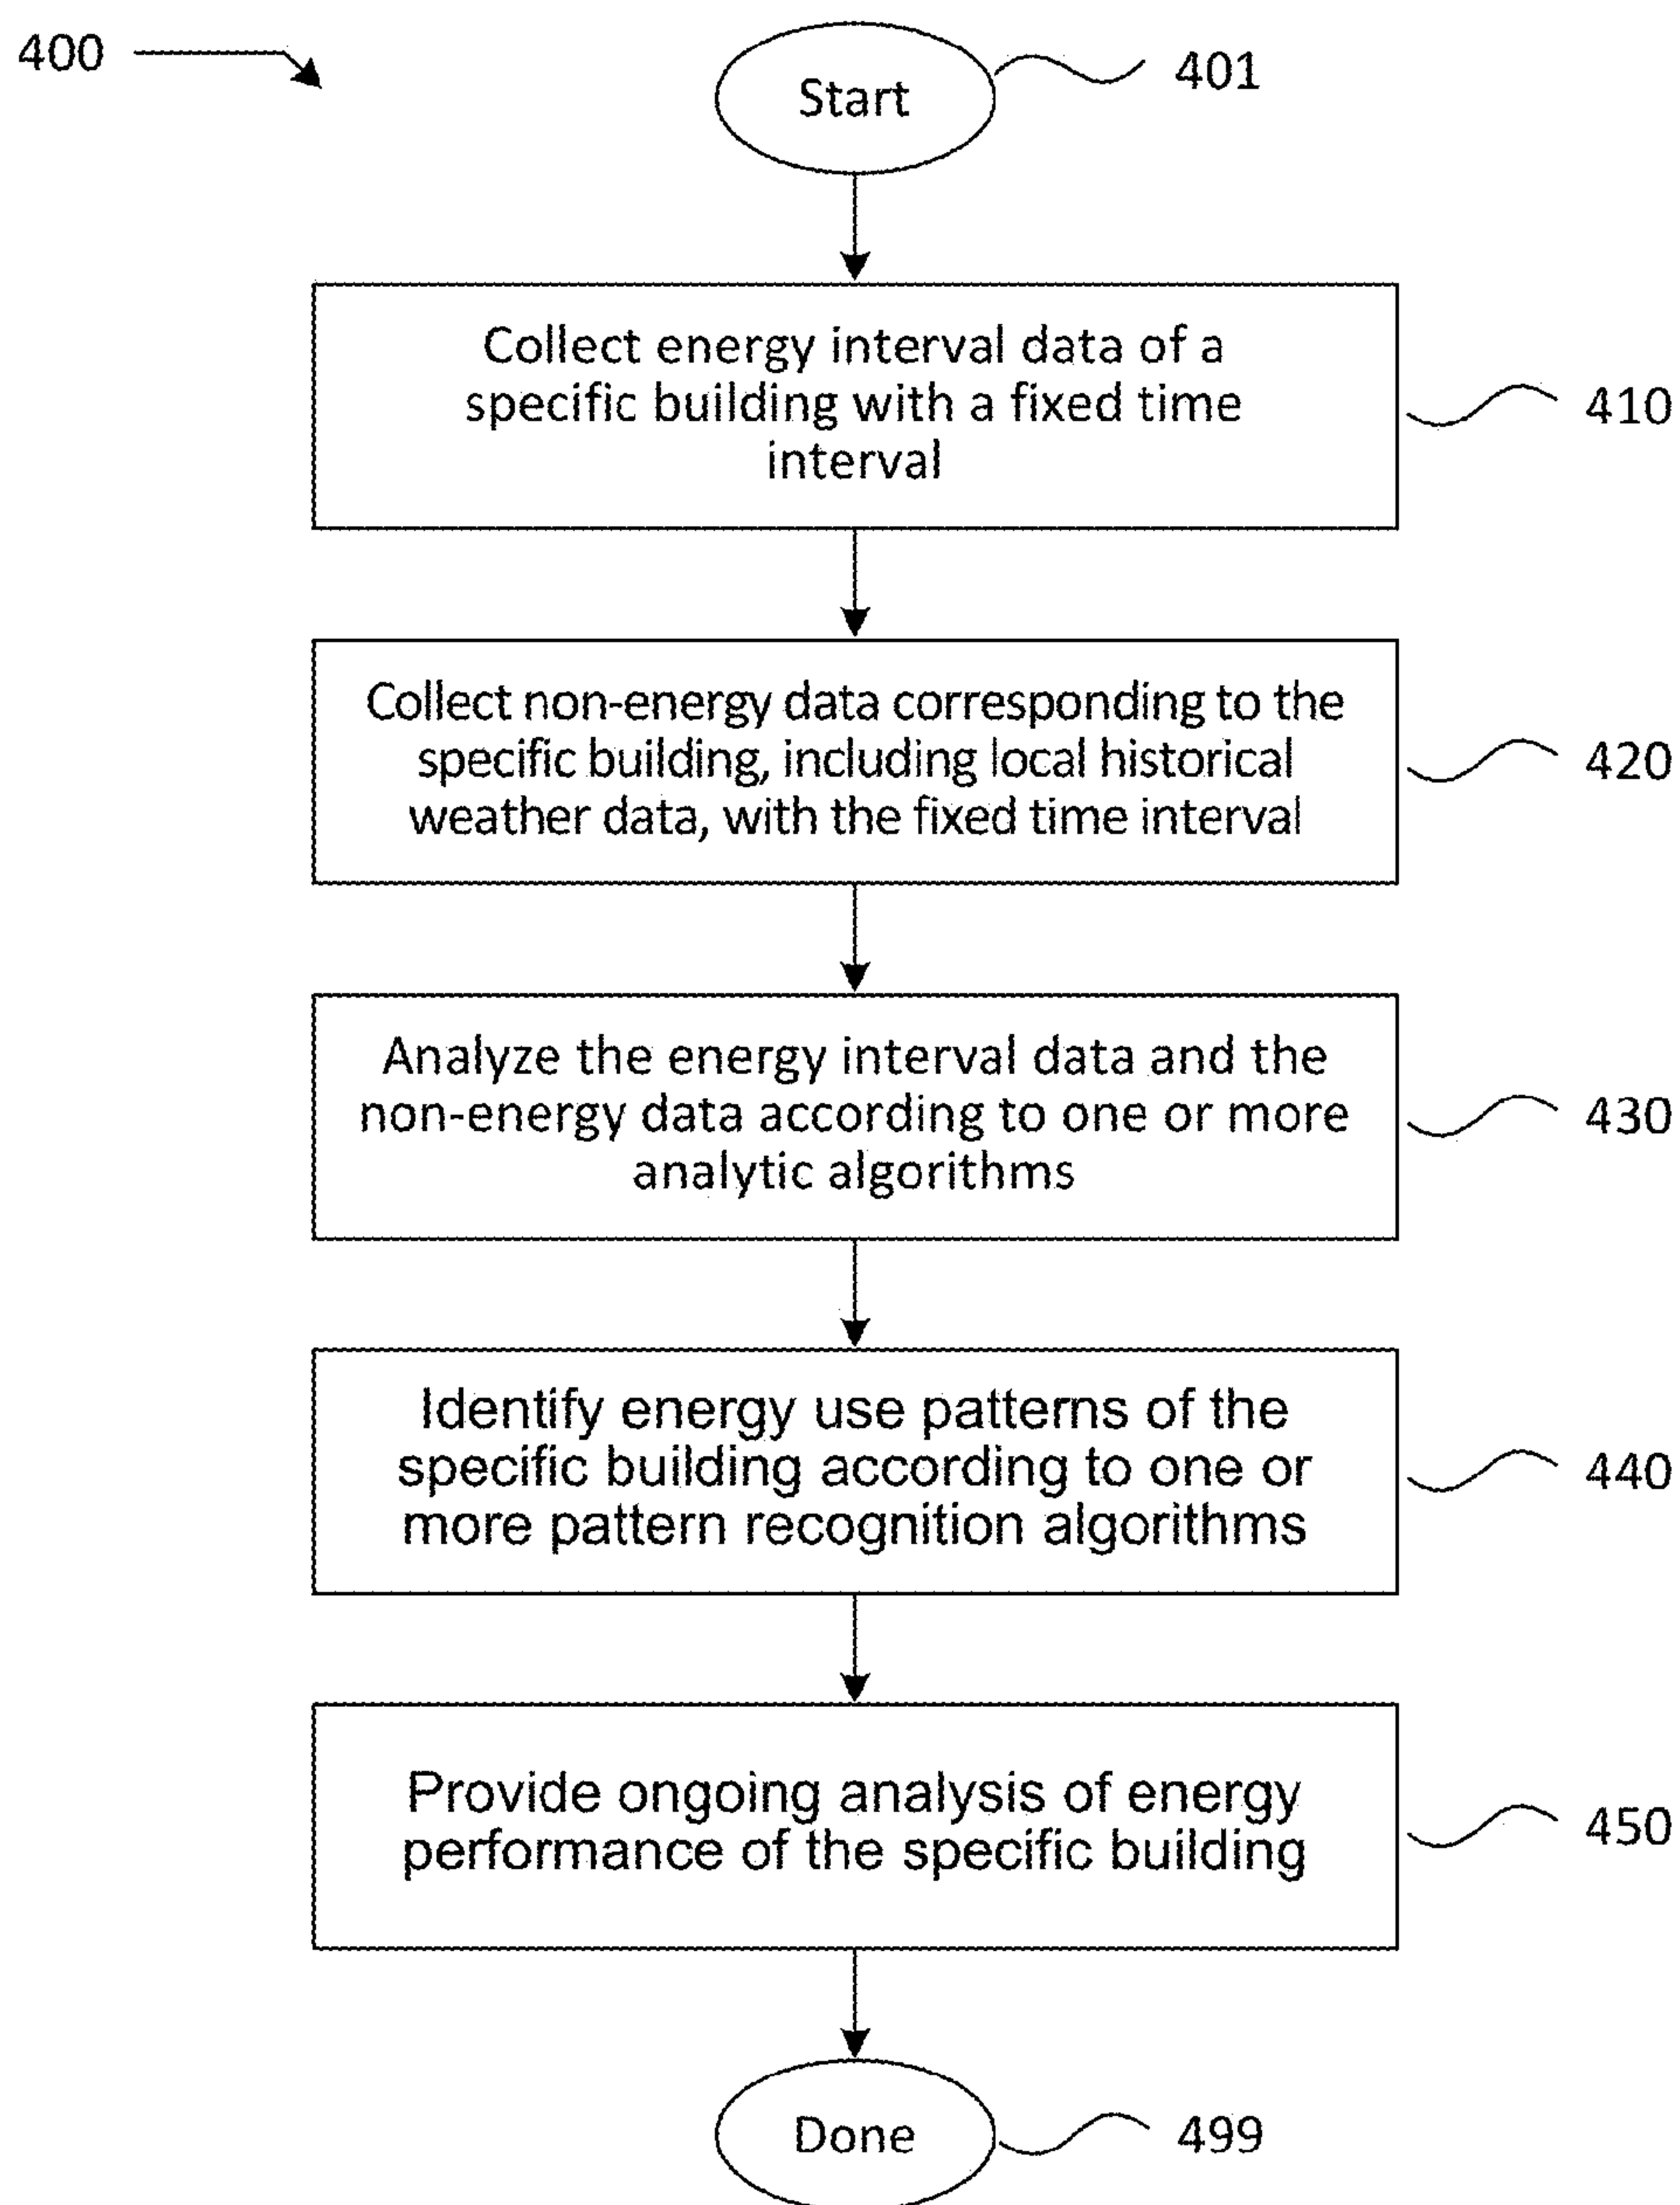 400
Start
401
Collect energy interval data of a
specific building with a fixed time
interval
410
Collect non-energy data corresponding to the
specific building, including local historical
weather data, with the fixed time interval
420
Analyze the energy interval data and the
non-energy data according to one or more
analytic algorithms
430
Identify energy use patterns of the
specific building according to one or
more pattern recognition algorithms
440
Provide ongoing analysis of energy
performance of the specific building
450
Done
499